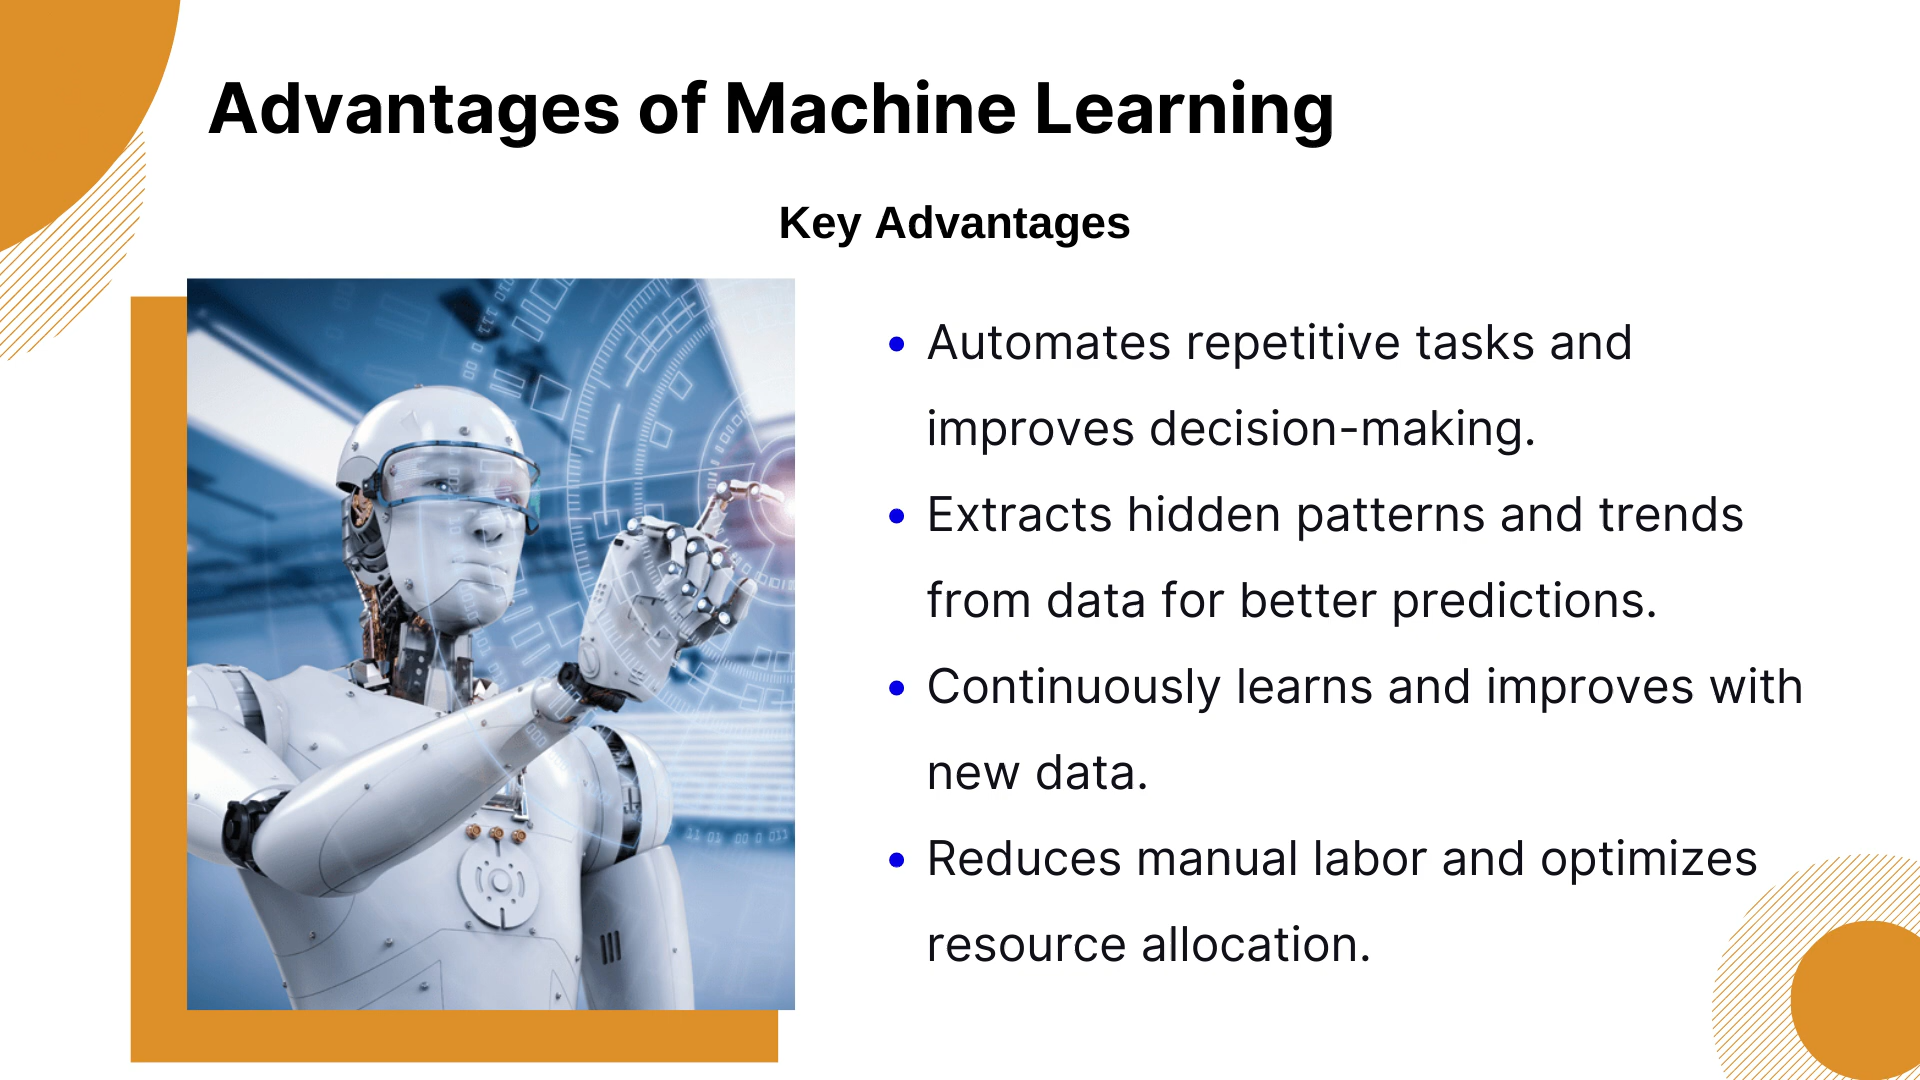 Advantages of Machine Learning
Key Advantages
• Automates repetitive tasks and
improves decision-making.
• Extracts hidden patterns and trends
from data for better predictions.
• Continuously learns and improves with
new data.
• Reduces manual labor and optimizes
resource allocation.